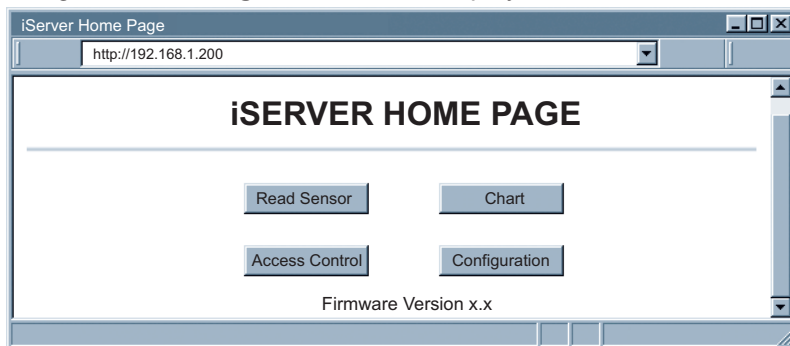 iServer Home Page
http://192.168.1.200
iSERVER HOME PAGE
Read Sensor Chart
Access Control Configuration
Firmware Version x.x